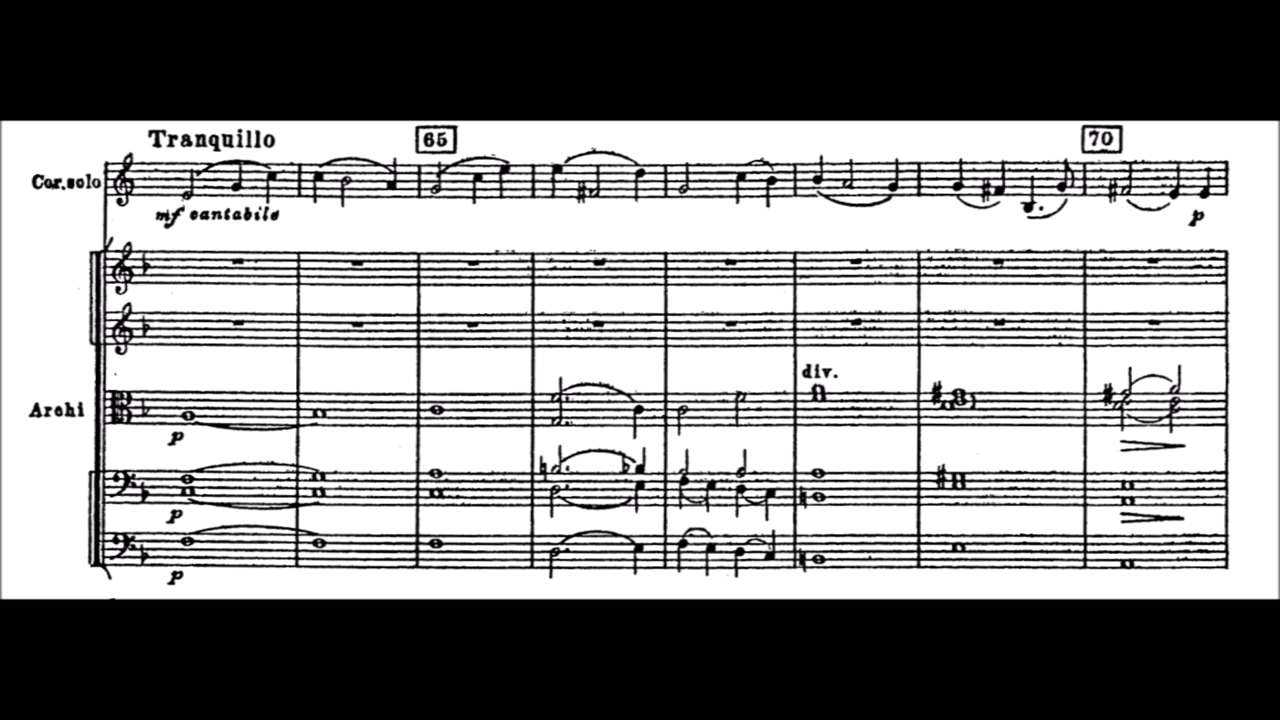 Tranquillo 65 70
Cor. solo
mf cantabile p
div.
Archi
p
p
p